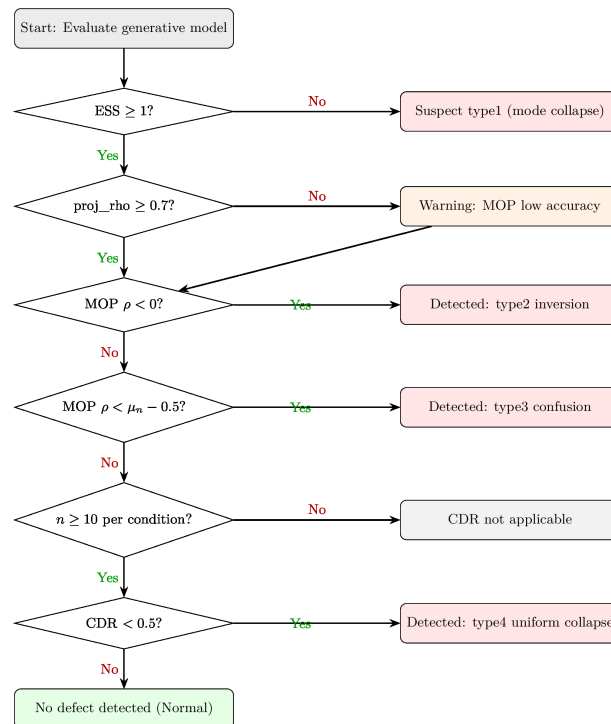 Start: Evaluate generative model
ESS ≥ 1?
No
Suspect type1 (mode collapse)
Yes
proj_rho ≥ 0.7?
No
Warning: MOP low accuracy
Yes
MOP ρ < 0?
Yes
Detected: type2 inversion
No
MOP ρ < μₙ − 0.5?
Yes
Detected: type3 confusion
No
n ≥ 10 per condition?
No
CDR not applicable
Yes
CDR < 0.5?
Yes
Detected: type4 uniform collapse
No
No defect detected (Normal)